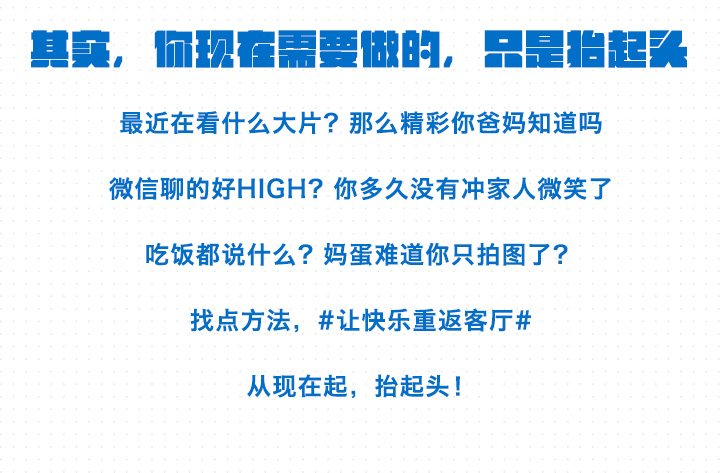 其实，你现在需要做的，只是抬起头
最近在看什么大片？那么精彩你爸妈知道吗
微信聊的好HIGH？你多久没有冲家人微笑了
吃饭都说什么？妈蛋难道你只拍图了？
找点方法，#让快乐重返客厅#
从现在起，抬起头！